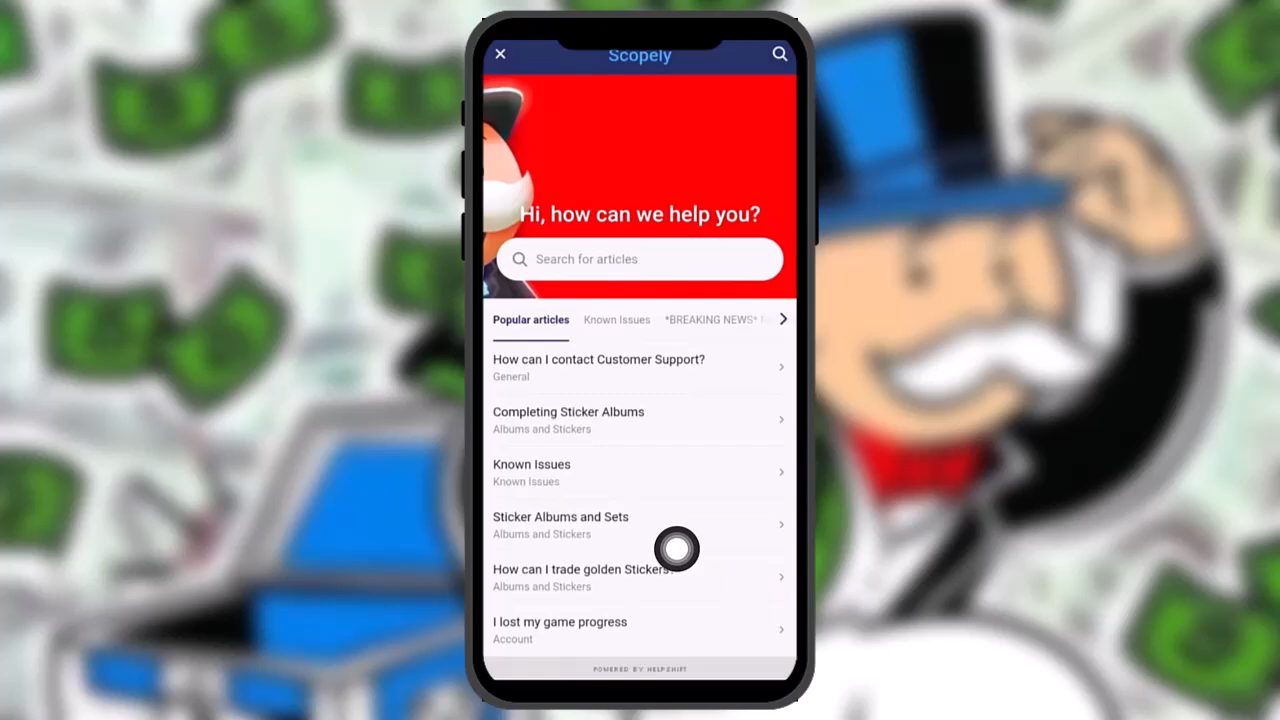 Scopely
Hi, how can we help you?
Search for articles
Popular articles Known Issues *BREAKING NEWS*
How can I contact Customer Support?
General
Completing Sticker Albums
Albums and Stickers
Known Issues
Known Issues
Sticker Albums and Sets
Albums and Stickers
How can I trade golden Stickers?
Albums and Stickers
I lost my game progress
Account
POWERED BY HELPSHIFT